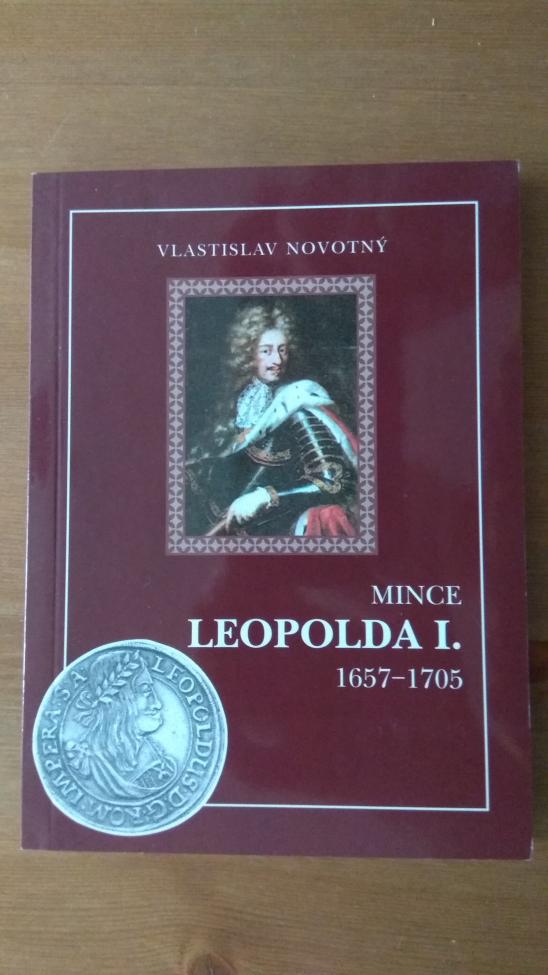 VLASTISLAV NOVOTNÝ
MINCE
LEOPOLDA I.
1657–1705
LEOPOLDUS·D:G·ROM·IMPERA·S·A·